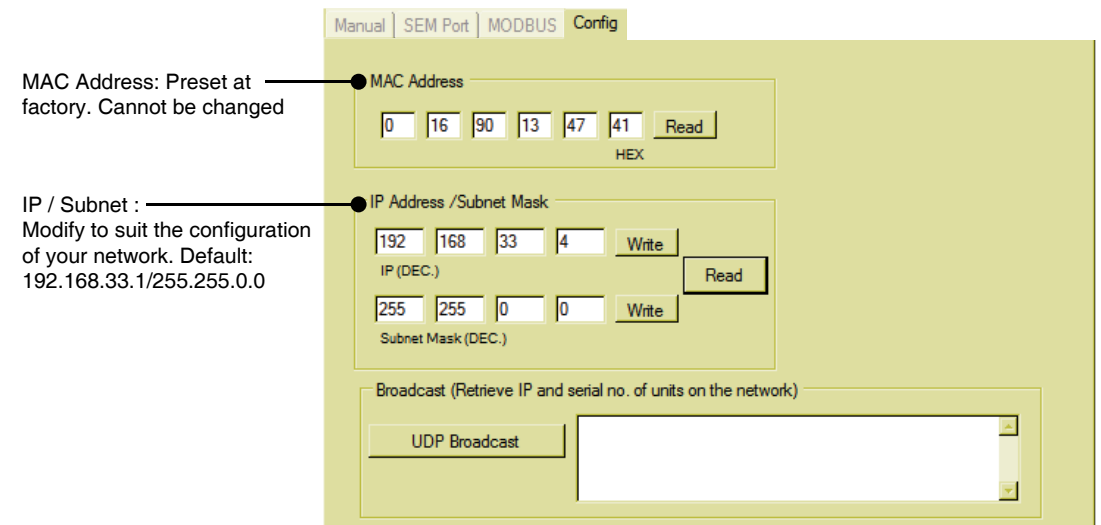 Manual SEM Port MODBUS Config
MAC Address: Preset at
factory. Cannot be changed
MAC Address
0 16 90 13 47 41 Read
HEX
IP / Subnet :
Modify to suit the configuration
of your network. Default:
192.168.33.1/255.255.0.0
IP Address /Subnet Mask
192 168 33 4 Write
IP (DEC.)
Read
255 255 0 0 Write
Subnet Mask (DEC.)
Broadcast (Retrieve IP and serial no. of units on the network)
UDP Broadcast